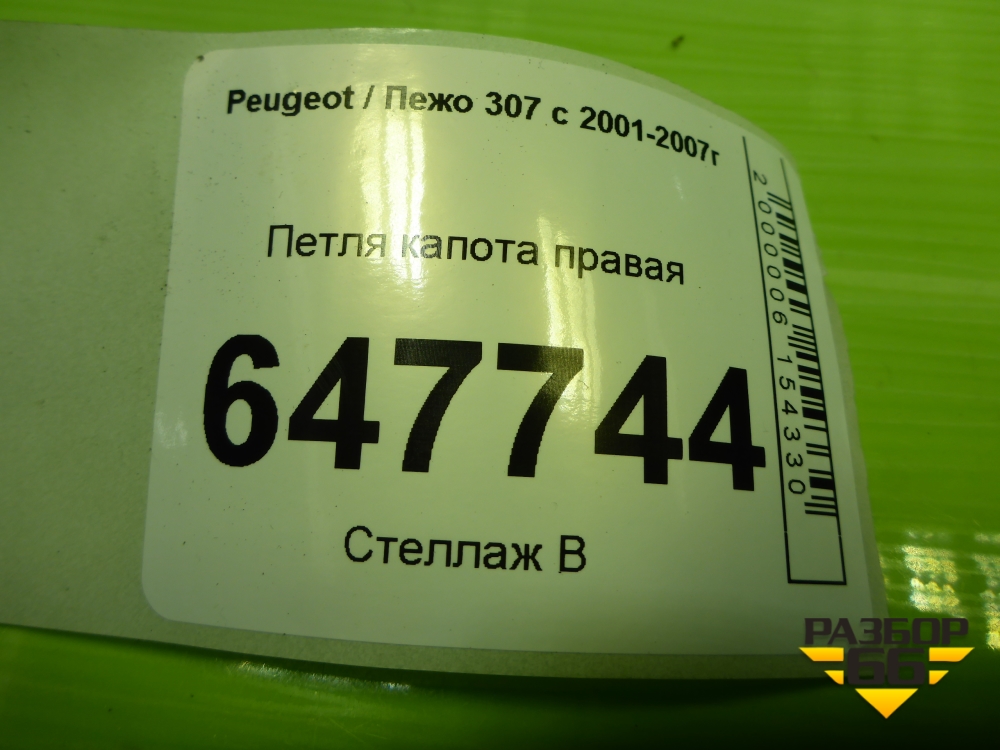 Peugeot / Пежо 307 с 2001-2007г
Петля капота правая
647744
Стеллаж В
2000006154330
РАЗБОР
66